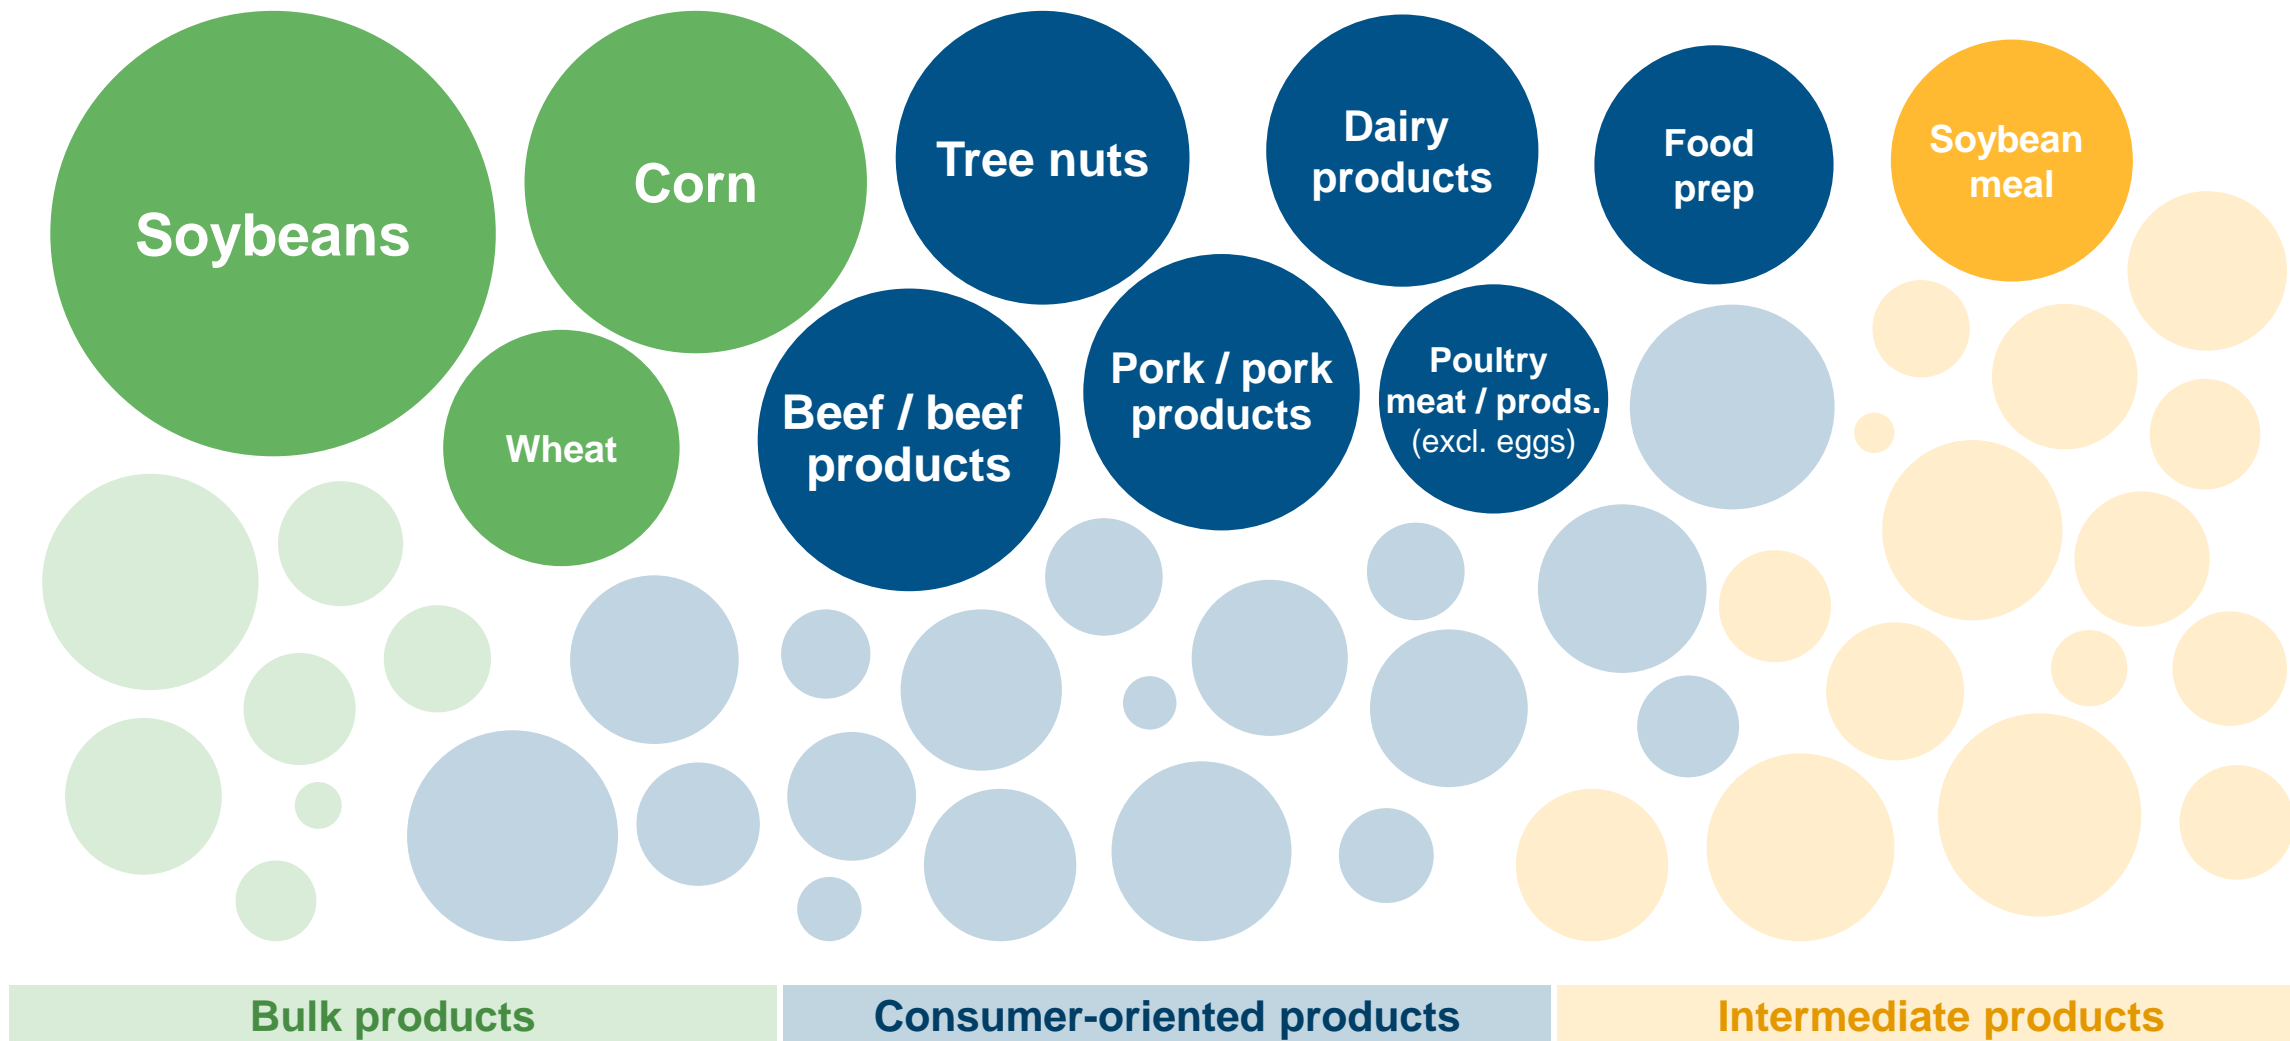 Soybeans
Corn
Tree nuts
Dairy
products
Food
prep
Soybean
meal
Wheat
Beef / beef
products
Pork / pork
products
Poultry
meat / prods.
(excl. eggs)
Bulk products
Consumer-oriented products
Intermediate products